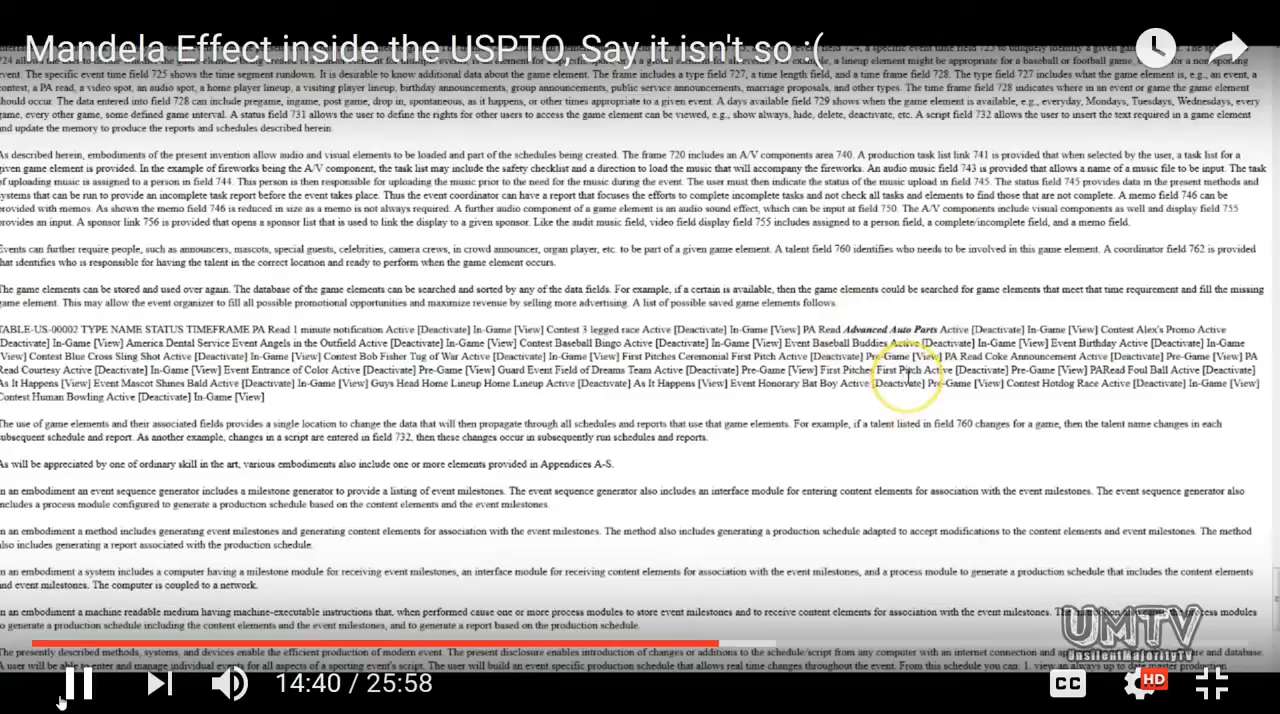 Mandela Effect inside the USPTO, Say it isn't so :(
724 allows
event. The specific event time field 725 shows the time segment rundown. It is desirable to know additional data about the game element. The frame includes a type field 727, a time length field, and a time frame field 728. The type field 727 includes what the game element is, e.g., an event, a
contest, a PA read, a video spot, an audio spot, a home player lineup, a visiting player lineup, birthday announcements, group announcements, public service announcements, marriage proposals, and other types. The time frame field 728 indicates where in an event or game the game element
should occur. The data entered into field 728 can include pregame, ingame, post game, drop in, spontaneous, as it happens, or other times appropriate to a given event. A days available field 729 shows when the game element is available, e.g., everyday, Mondays, Tuesdays, Wednesdays, every
game, every other game, some defined game interval. A status field 731 allows the user to define the rights for other users to access the game element can be viewed, e.g., show always, hide, delete, deactivate, etc. A script field 732 allows the user to insert the text required in a game element
and update the memory to produce the reports and schedules described herein.
As described herein, embodiments of the present invention allow audio and visual elements to be loaded and part of the schedules being created. The frame 720 includes an A/V components area 740. A production task list link 741 is provided that when selected by the user, a task list for a
given game element is provided. In the example of fireworks being the A/V component, the task list may include the safety checklist and a direction to load the music that will accompany the fireworks. An audio music field 743 is provided that allows a name of a music file to be input. The task
of uploading music is assigned to a person in field 744. This person is then responsible for uploading the music prior to the need for the music during the event. The user must then indicate the status of the music upload in field 745. The status field 745 provides data in the present methods and
systems that can be run to provide an incomplete task report before the event takes place. Thus the event coordinator can have a report that focuses the efforts to complete incomplete tasks and not check all tasks and elements to find those that are not complete. A memo field 746 can be
provided with memos. As shown the memo field 746 is reduced in size as a memo is not always required. A further audio component of a game element is an audio sound effect, which can be input at field 750. The A/V components include visual components as well and display field 755
provides an input. A sponsor link 756 is provided that opens a sponsor list that is used to link the display to a given sponsor. Like the audit music field, video field display field 755 includes assigned to a person field, a complete/incomplete field, and a memo field.
Events can further require people, such as announcers, mascots, special guests, celebrities, camera crews, in crowd announcer, organ player, etc. to be part of a given game element. A talent field 760 identifies who needs to be involved in this game element. A coordinator field 762 is provided
that identifies who is responsible for having the talent in the correct location and ready to perform when the game element occurs.
The game elements can be stored and used over again. The database of the game elements can be searched and sorted by any of the data fields. For example, if a certain is available, then the game elements could be searched for game elements that meet that time requirement and fill the missing
game element. This may allow the event organizer to fill all possible promotional opportunities and maximize revenue by selling more advertising. A list of possible saved game elements follows.
TABLE-US-00002 TYPE NAME STATUS TIMEFRAME PA Read 1 minute notification Active [Deactivate] In-Game [View] Contest 3 legged race Active [Deactivate] In-Game [View] PA Read Advanced Auto Parts Active [Deactivate] In-Game [View] Contest Alex's Promo Active
[Deactivate] In-Game [View] America Dental Service Event Angels in the Outfield Active [Deactivate] In-Game [View] Contest Baseball Bingo Active [Deactivate] In-Game [View] Event Baseball Buddies Active [Deactivate] In-Game [View] Event Birthday Active [Deactivate] In-Game
[View] Contest Blue Cross Sling Shot Active [Deactivate] In-Game [View] Contest Bob Fisher Tug of War Active [Deactivate] In-Game [View] First Pitches Ceremonial First Pitch Active [Deactivate] Pre-Game [View] PA Read Coke Announcement Active [Deactivate] Pre-Game [View] PA
Read Courtesy Active [Deactivate] In-Game [View] Event Entrance of Color Active [Deactivate] Pre-Game [View] Guard Event Field of Dreams Team Active [Deactivate] Pre-Game [View] First Pitches First Pitch Active [Deactivate] Pre-Game [View] PARead Foul Ball Active [Deactivate]
As It Happens [View] Event Mascot Shines Bald Active [Deactivate] In-Game [View] Guys Head Home Lineup Home Lineup Active [Deactivate] As It Happens [View] Event Honorary Bat Boy Active [Deactivate] Pre-Game [View] Contest Hotdog Race Active [Deactivate] In-Game [View]
Contest Human Bowling Active [Deactivate] In-Game [View]
The use of game elements and their associated fields provides a single location to change the data that will then propagate through all schedules and reports that use that game elements. For example, if a talent listed in field 760 changes for a game, then the talent name changes in each
subsequent schedule and report. As another example, changes in a script are entered in field 732, then these changes occur in subsequently run schedules and reports.
As will be appreciated by one of ordinary skill in the art, various embodiments also include one or more elements provided in Appendices A-S.
In an embodiment an event sequence generator includes a milestone generator to provide a listing of event milestones. The event sequence generator also includes an interface module for entering content elements for association with the event milestones. The event sequence generator also
includes a process module configured to generate a production schedule based on the content elements and the event milestones.
In an embodiment a method includes generating event milestones and generating content elements for association with the event milestones. The method also includes generating a production schedule adapted to accept modifications to the content elements and event milestones. The method
also includes generating a report associated with the production schedule.
In an embodiment a system includes a computer having a milestone module for receiving event milestones, an interface module for receiving content elements for association with the event milestones, and a process module to generate a production schedule that includes the content elements
and event milestones. The computer is coupled to a network.
In an embodiment a machine readable medium having machine-executable instructions that, when performed cause one or more process modules to store event milestones and to receive content elements for association with the event milestones. The
to generate a production schedule including the content elements and the event milestones, and to generate a report based on the production schedule.
The presently described methods, systems, and devices enable the efficient production of modern event. The present disclosure enables introduction of changes or additions to the schedule/script from any computer with an internet connection and
A user will be able to enter and manage individual events for all aspects of a sporting event's script. The user will build an event specific production schedule that allows real time changes throughout the event. From this schedule you can: 1. view an always up to date master production
UMTV
UnsilentMajorityTV
14:40 / 25:58
CC
HD